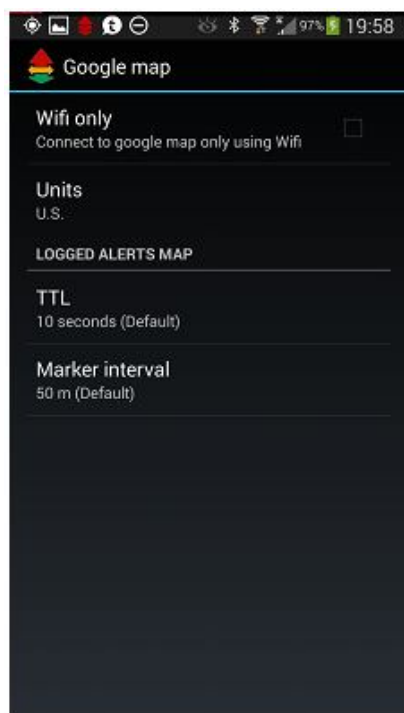 97% 19:58
Google map
Wifi only
Connect to google map only using Wifi
Units
U.S.
LOGGED ALERTS MAP
TTL
10 seconds (Default)
Marker interval
50 m (Default)